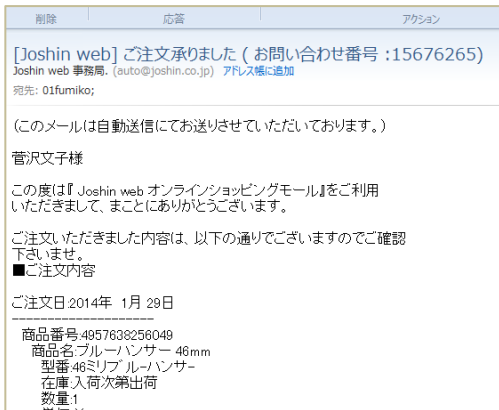 削除 応答 アクション
[Joshin web] ご注文承りました ( お問い合わせ番号 :15676265)
Joshin web 事務局. (auto@joshin.co.jp) アドレス帳に追加
宛先: 01fumiko;
(このメールは自動送信にてお送りさせていただいております。)
菅沢文子様
この度は『 Joshin web オンラインショッピングモール』をご利用
いただきまして、まことにありがとうございます。
ご注文いただきました内容は、以下の通りでございますのでご確認
下さいませ。
■ご注文内容
ご注文日:2014年 1月 29日
--------------------
商品番号:4957638256049
商品名:ブルーハンサー 46mm
型番:46ミリブルーハンサー
在庫:入荷次第出荷
数量:1